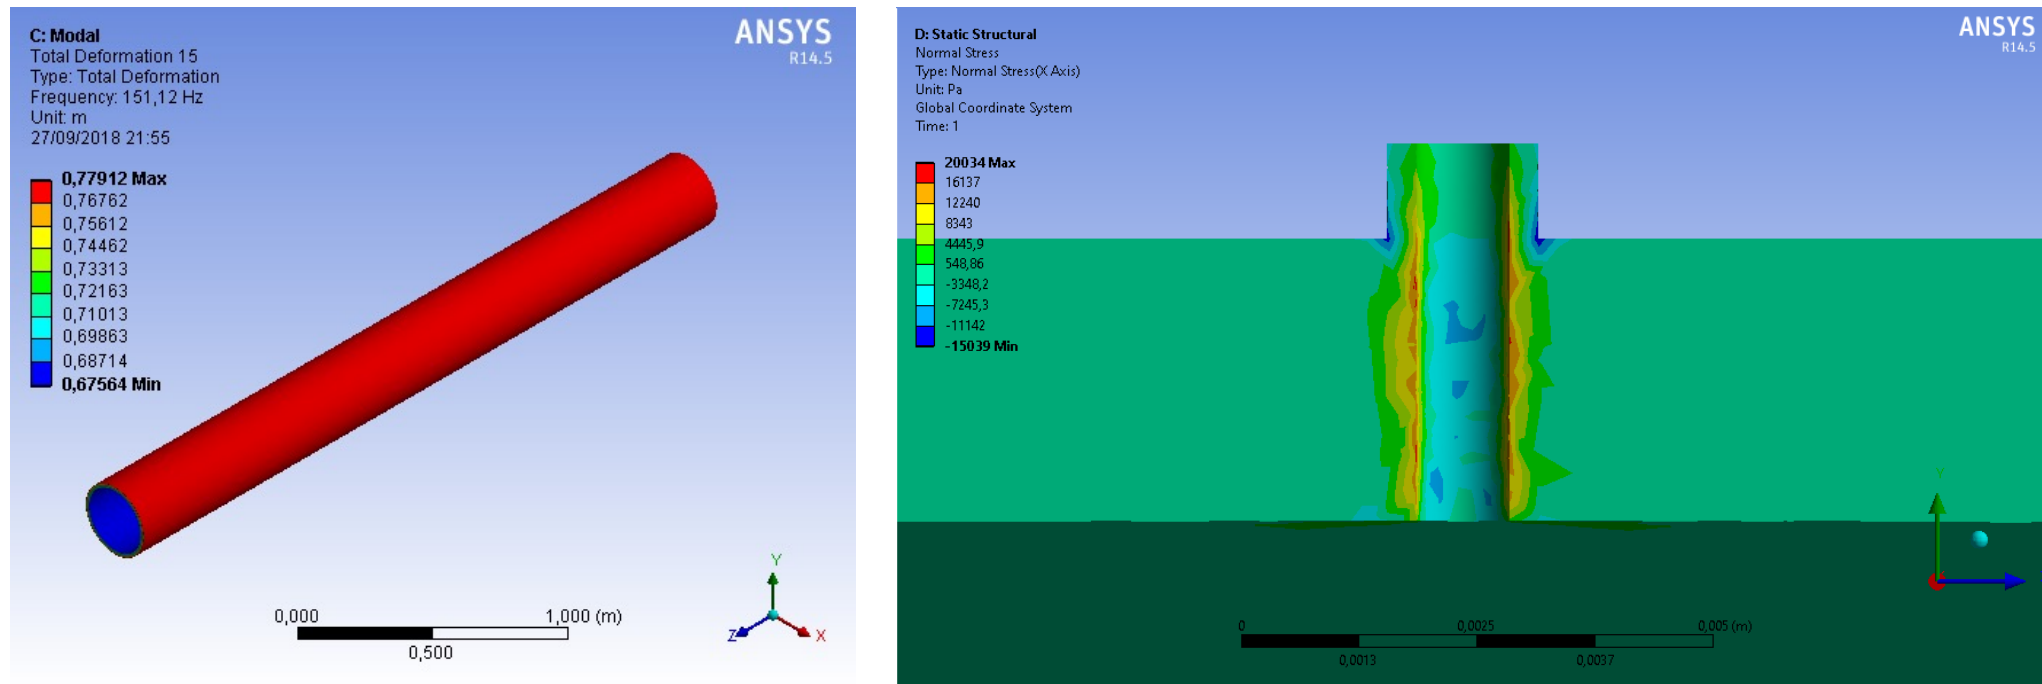 C: Modal
Total Deformation 15
Type: Total Deformation
Frequency: 151,12 Hz
Unit: m
27/09/2018 21:55
ANSYS
R14.5
0,77912 Max
0,76762
0,75612
0,74462
0,73313
0,72163
0,71013
0,69863
0,68714
0,67564 Min
0,000
1,000 (m)
0,500
Y
Z
X
D: Static Structural
Normal Stress
Type: Normal Stress(X Axis)
Unit: Pa
Global Coordinate System
Time: 1
ANSYS
R14.5
20034 Max
16137
12240
8343
4445,9
548,86
-3348,2
-7245,3
-11142
-15039 Min
Y
0
0,0025
0,005 (m)
0,0013
0,0037